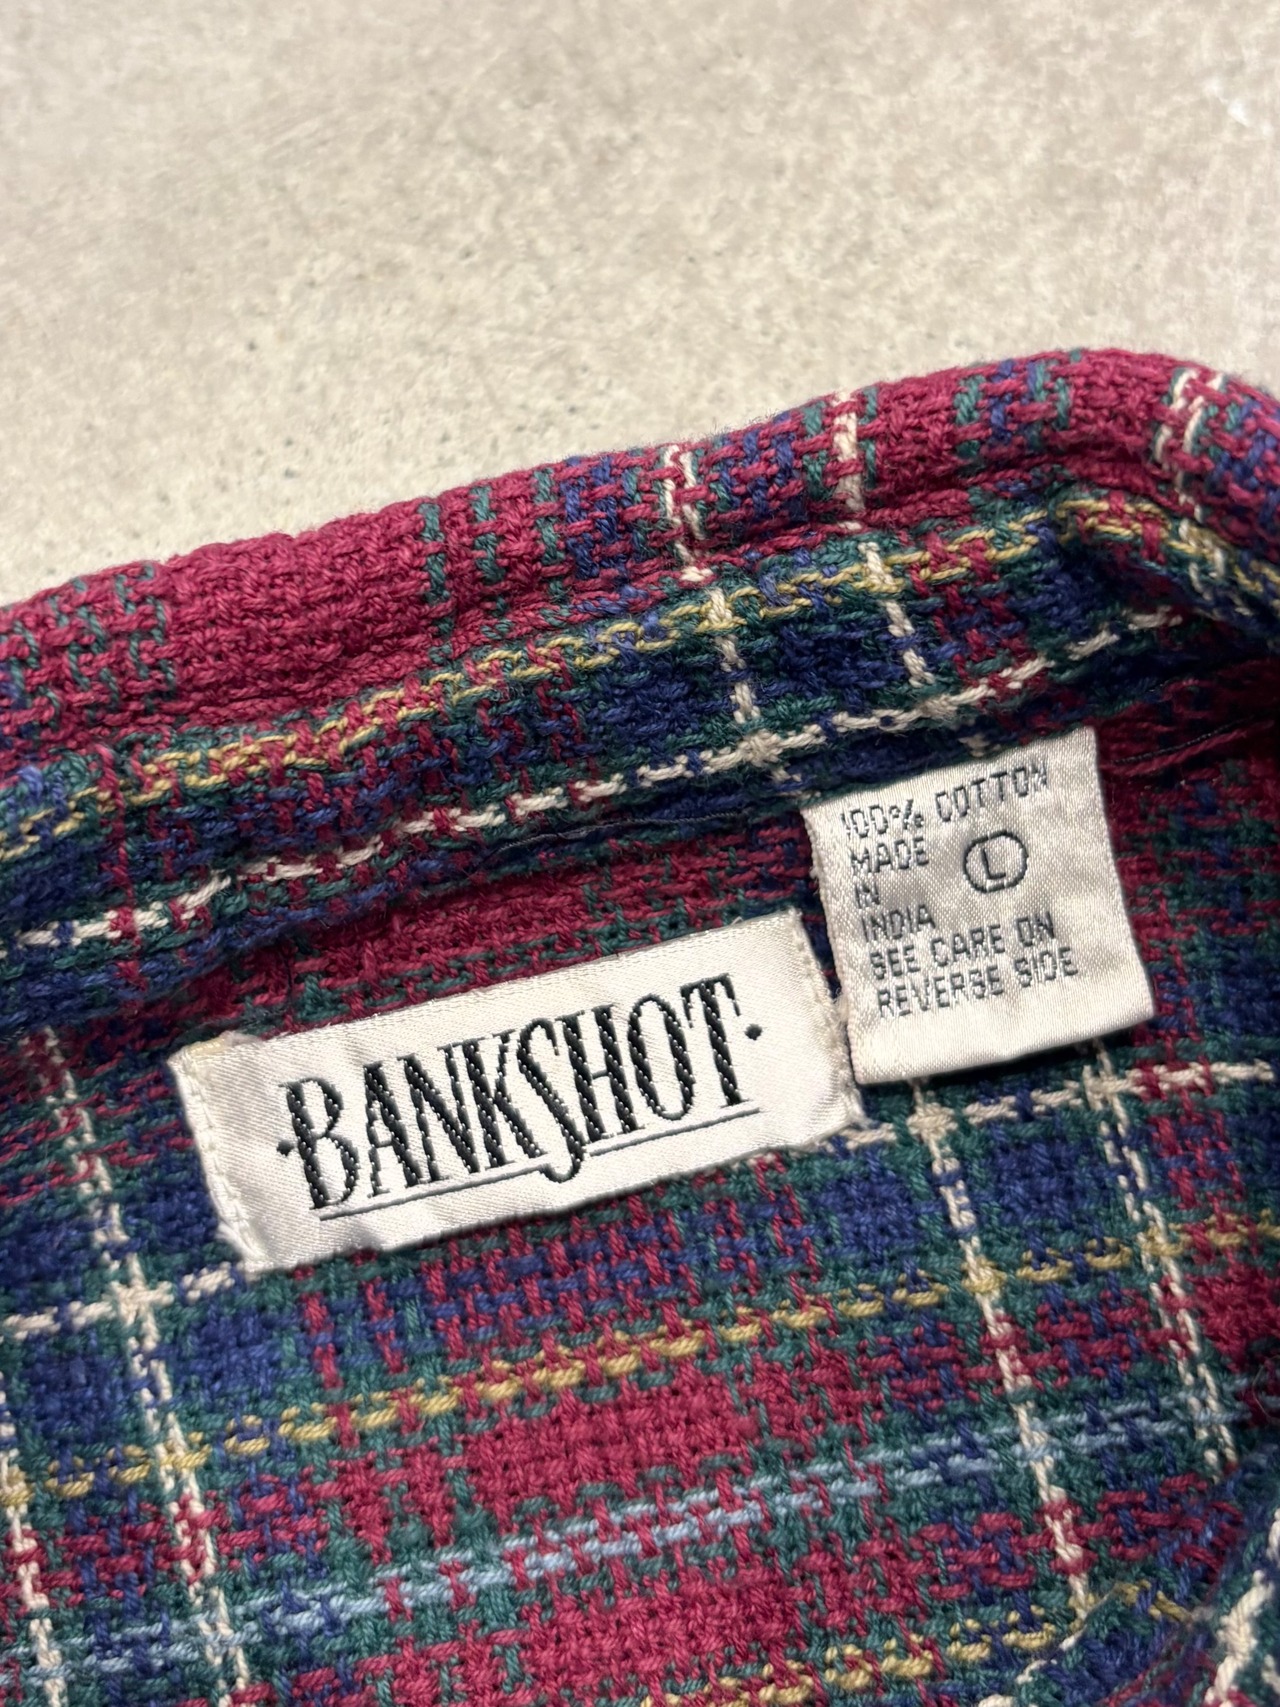 100% COTTON
MADE
IN
INDIA
L
SEE CARE ON
REVERSE SIDE
·BANKSHOT·